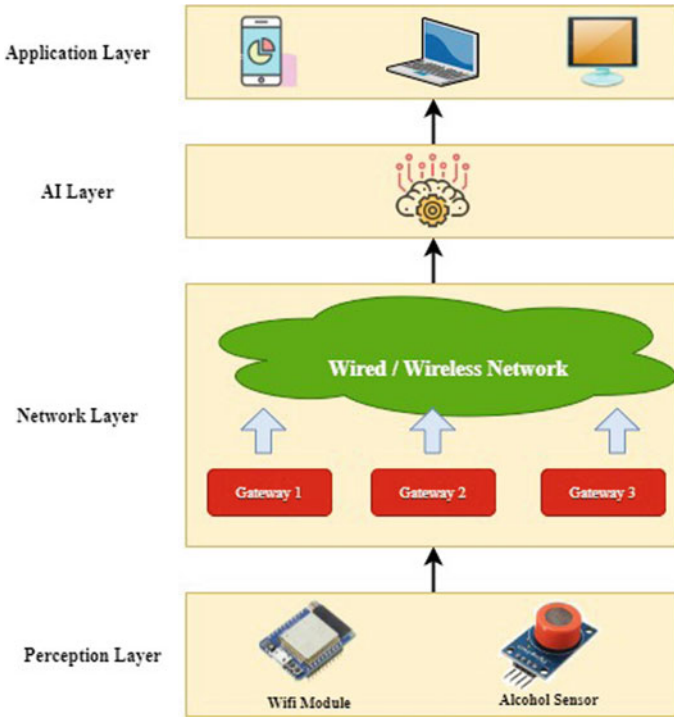 Application Layer
AI Layer
Wired / Wireless Network
Network Layer
Gateway 1
Gateway 2
Gateway 3
Perception Layer
Wifi Module
Alcohol Sensor